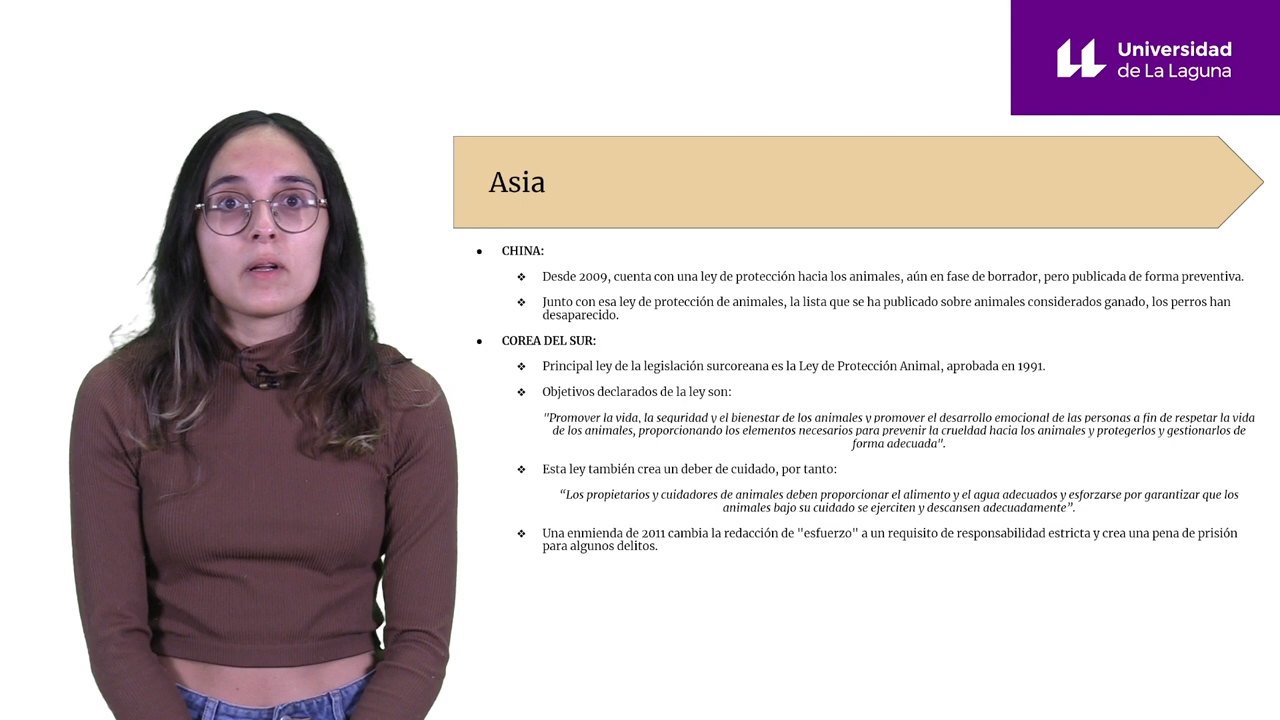 Universidad
de La Laguna
Asia
CHINA:
Desde 2009, cuenta con una ley de protección hacia los animales, aún en fase de borrador, pero publicada de forma preventiva.
Junto con esa ley de protección de animales, la lista que se ha publicado sobre animales considerados ganado, los perros han
desaparecido.
COREA DEL SUR:
Principal ley de la legislación surcoreana es la Ley de Protección Animal, aprobada en 1991.
Objetivos declarados de la ley son:
"Promover la vida, la seguridad y el bienestar de los animales y promover el desarrollo emocional de las personas a fin de respetar la vida
de los animales, proporcionando los elementos necesarios para prevenir la crueldad hacia los animales y protegerlos y gestionarlos de
forma adecuada".
Esta ley también crea un deber de cuidado, por tanto:
“Los propietarios y cuidadores de animales deben proporcionar el alimento y el agua adecuados y esforzarse por garantizar que los
animales bajo su cuidado se ejerciten y descansen adecuadamente”.
Una enmienda de 2011 cambia la redacción de "esfuerzo" a un requisito de responsabilidad estricta y crea una pena de prisión
para algunos delitos.